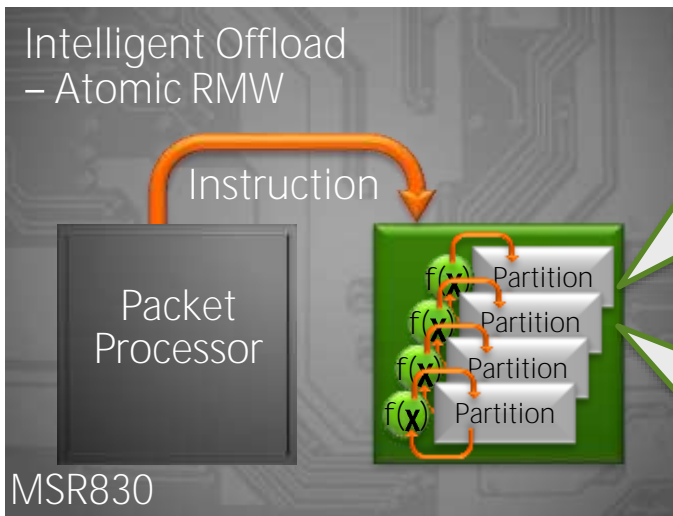 Intelligent Offload
– Atomic RMW
Instruction
Packet
Processor
f(x) Partition
f(x) Partition
f(x) Partition
f(x) Partition
MSR830